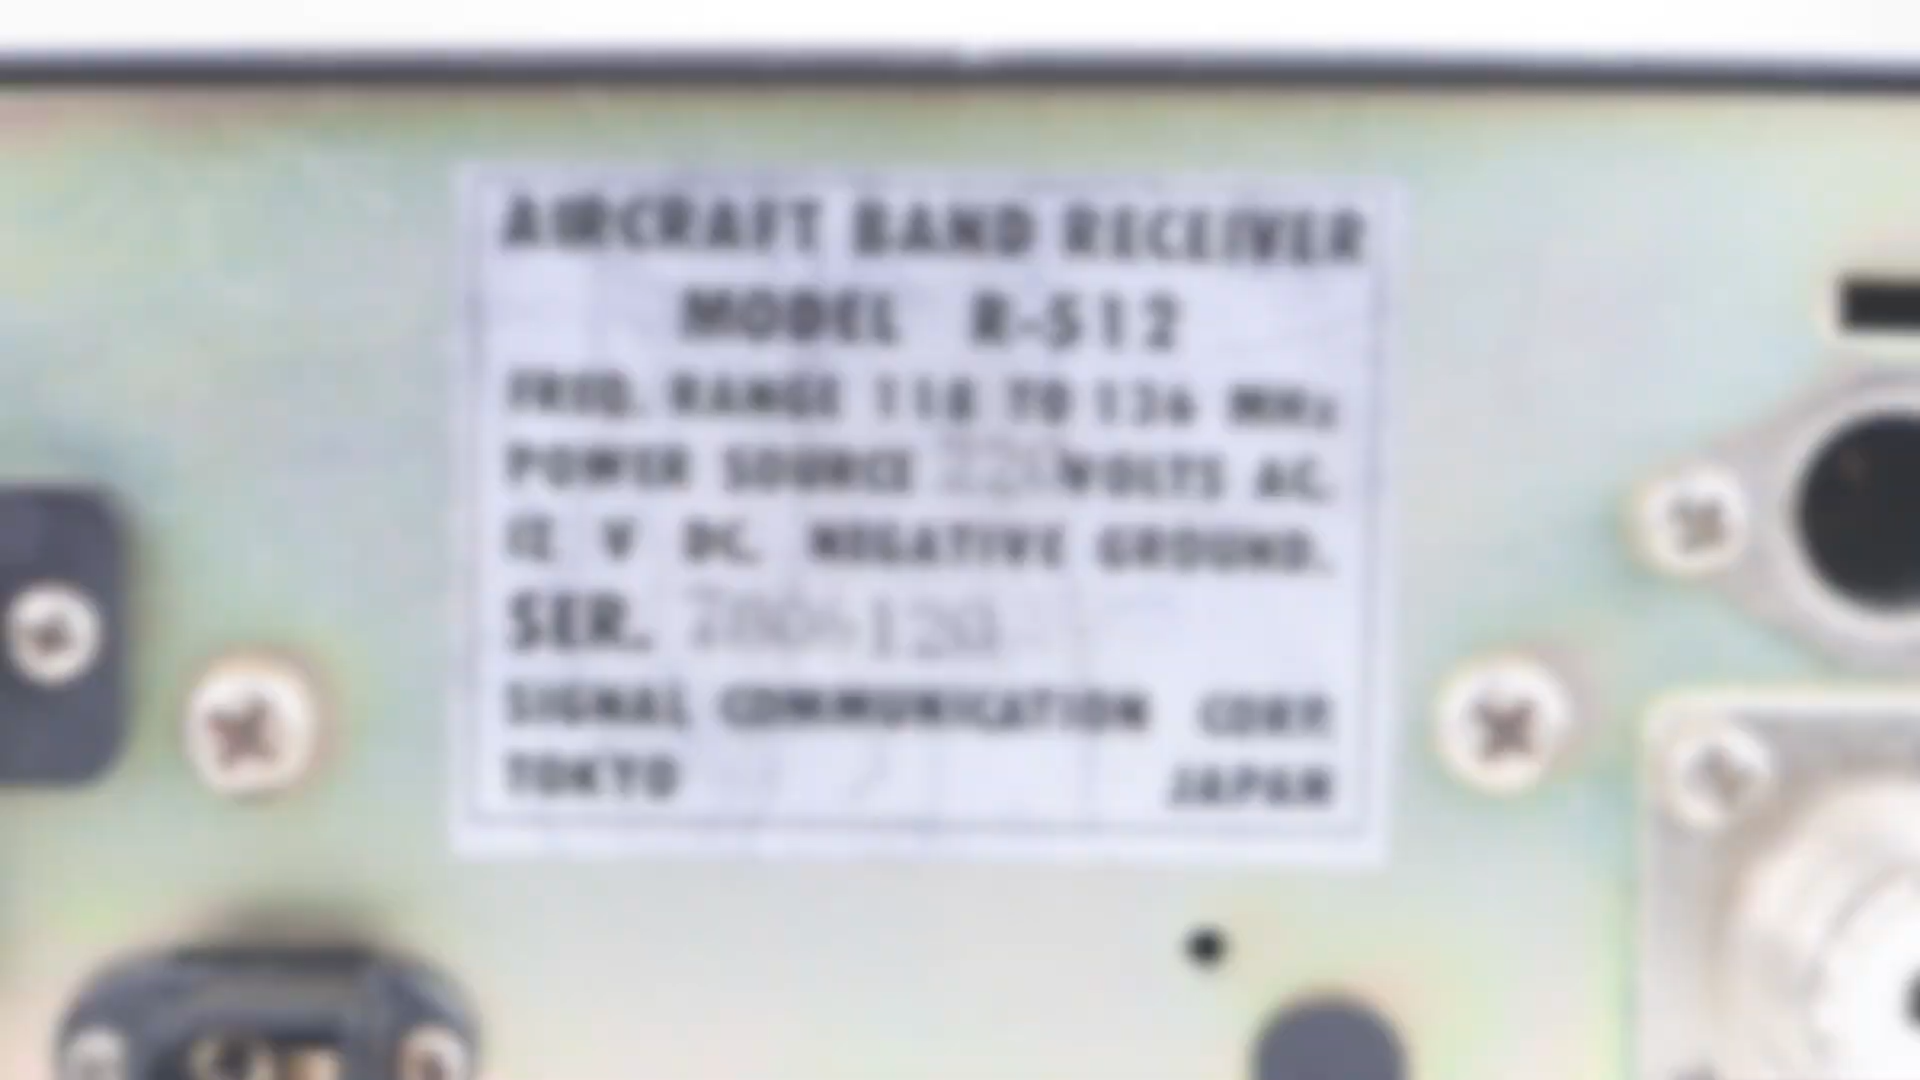 AIRCRAFT BAND RECEIVER
MODEL R-512
FREQ. RANGE 118 TO 136 MHz
POWER SOURCE 220 VOLTS AC.
12 V DC. NEGATIVE GROUND.
SER.
SIGNAL COMMUNICATION CORP.
TOKYO JAPAN